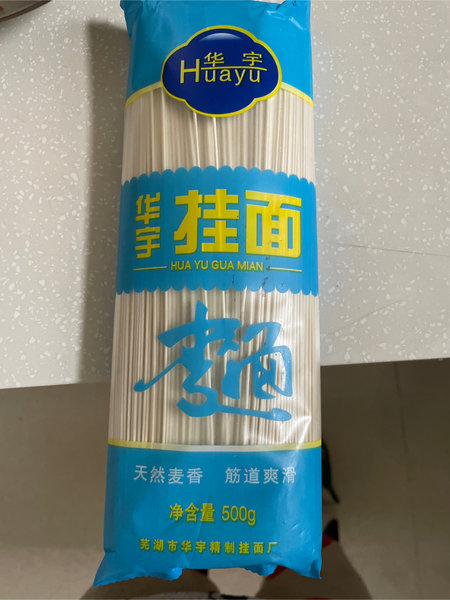 华宇
Huayu
华宇 挂面
HUA YU GUA MIAN
麺
天然麦香 筋道爽滑
净含量 500g
芜湖市华宇精制挂面厂